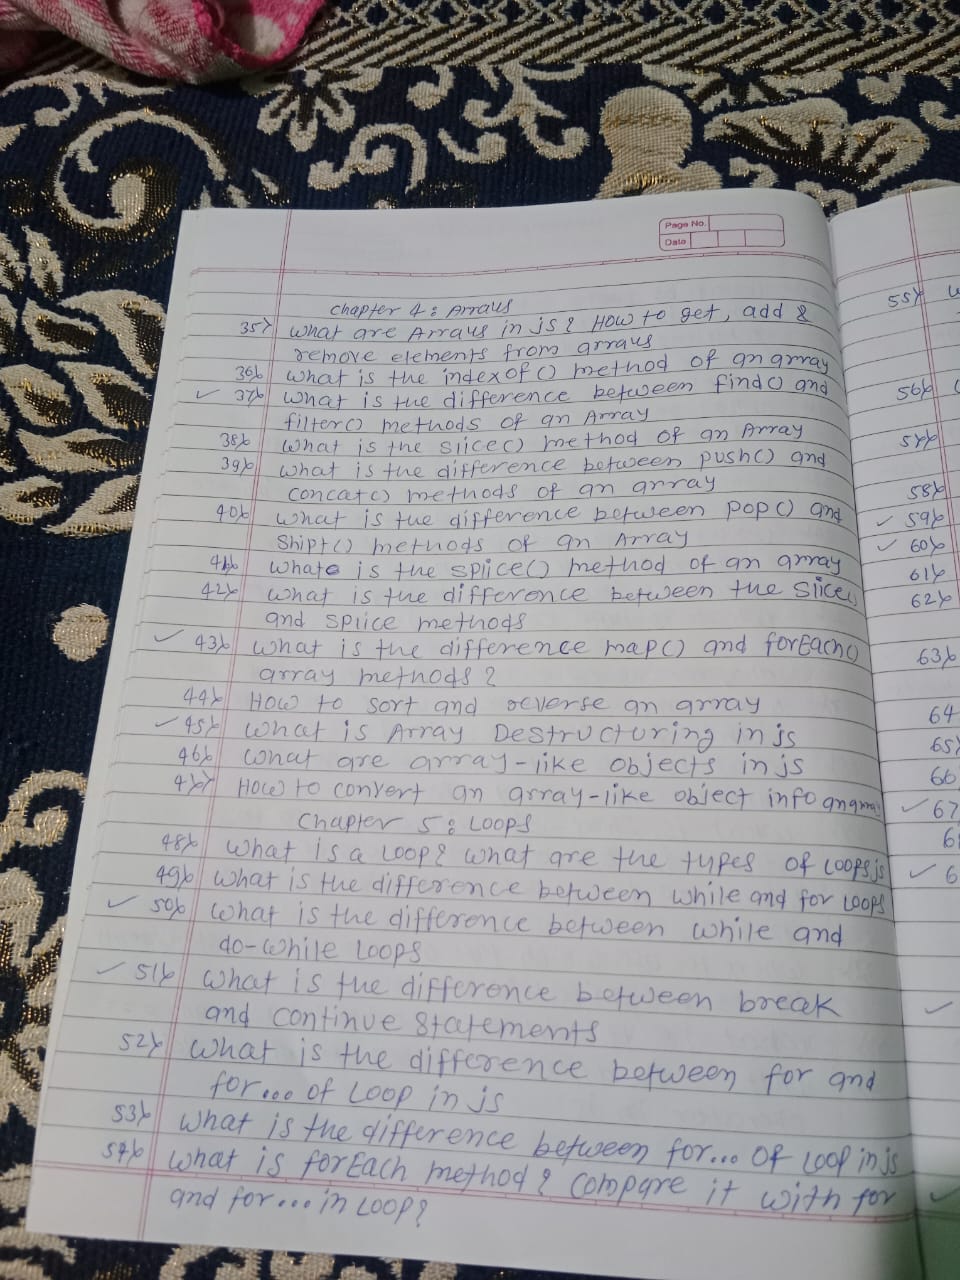 Page No.
Date
Chapter 4: Arrays
35) What are Arrays in js? How to get, add &
remove elements from arrays
36) What is the indexof() method of an array
37) What is the difference between find() and
filter() methods of an Array
38) What is the slice() method of an Array
39) What is the difference between push() and
concat() methods of an array
40) What is the difference between pop() and
Shipt() methods of an Array
41) What is the splice() method of an array
42) What is the difference between the slice()
and splice methods
43) What is the difference map() and forEach()
array methods?
44) How to sort and reverse an array
45) What is Array Destructuring in js
46) What are array-like objects in js
47) How to convert an array-like object info an array
Chapter 5: Loops
48) What is a Loop? What are the types of loops js
49) What is the difference between while and for Loops
50) What is the difference between while and
do-while Loops
51) What is the difference between break
and continue statements
52) What is the difference between for and
for... of Loop in js
53) What is the difference between for... of Loop in js
54) What is forEach method? Compare it with for
and for... in Loop?
55)
56)
58)
59)
60)
61)
62)
63)
64
65)
66
67